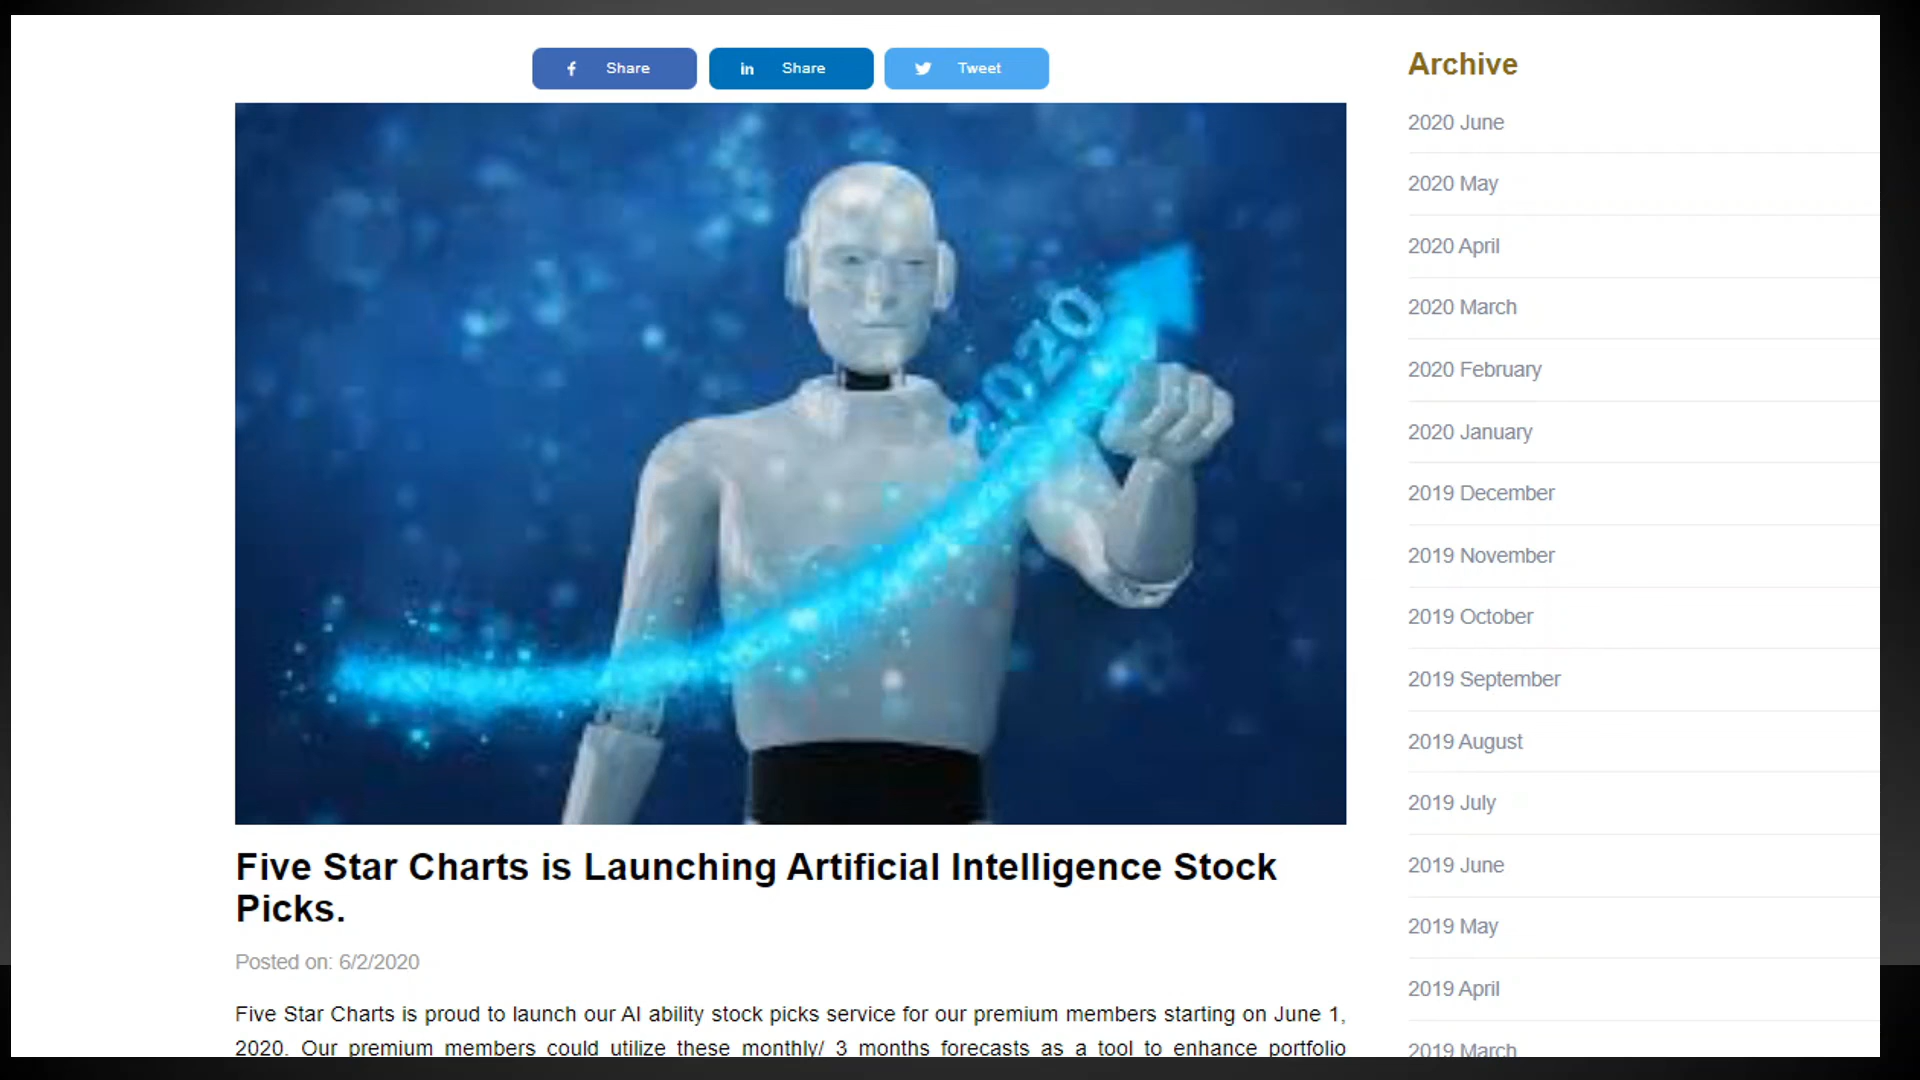 Share
Share
Tweet
2020
Five Star Charts is Launching Artificial Intelligence Stock
Picks.
Posted on: 6/2/2020
Five Star Charts is proud to launch our AI ability stock picks service for our premium members starting on June 1,
2020. Our premium members could utilize these monthly/ 3 months forecasts as a tool to enhance portfolio
Archive
2020 June
2020 May
2020 April
2020 March
2020 February
2020 January
2019 December
2019 November
2019 October
2019 September
2019 August
2019 July
2019 June
2019 May
2019 April
2019 March